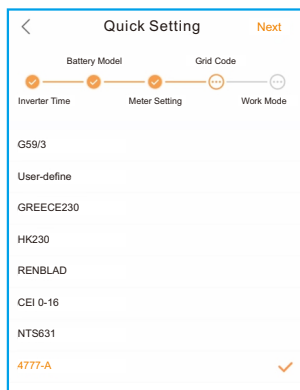 Quick Setting Next
Battery Model Grid Code
Inverter Time Meter Setting Work Mode
G59/3
User-define
GREECE230
HK230
RENBLAD
CEI 0-16
NTS631
4777-A